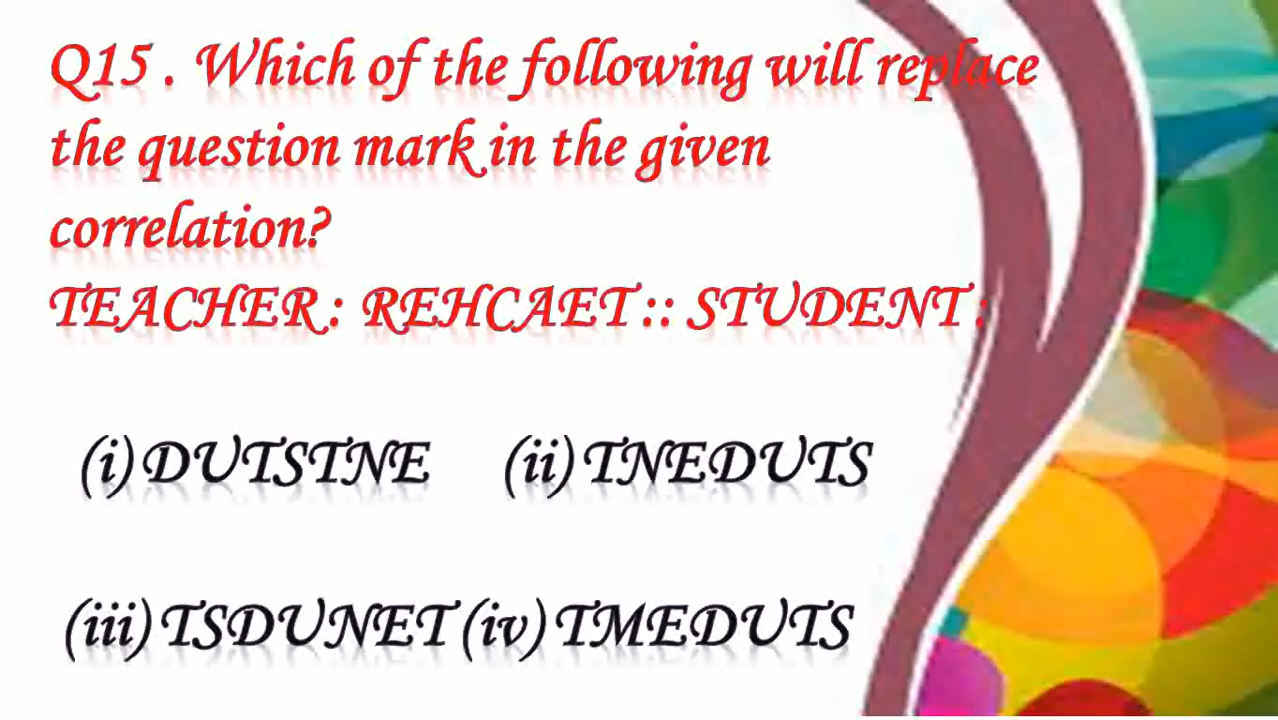 Q15 . Which of the following will replace
the question mark in the given
correlation?
TEACHER : REHCAET :: STUDENT :
(i) DUTSTNE (ii) TNEDUTS
(iii) TSDUNET (iv) TMEDUTS